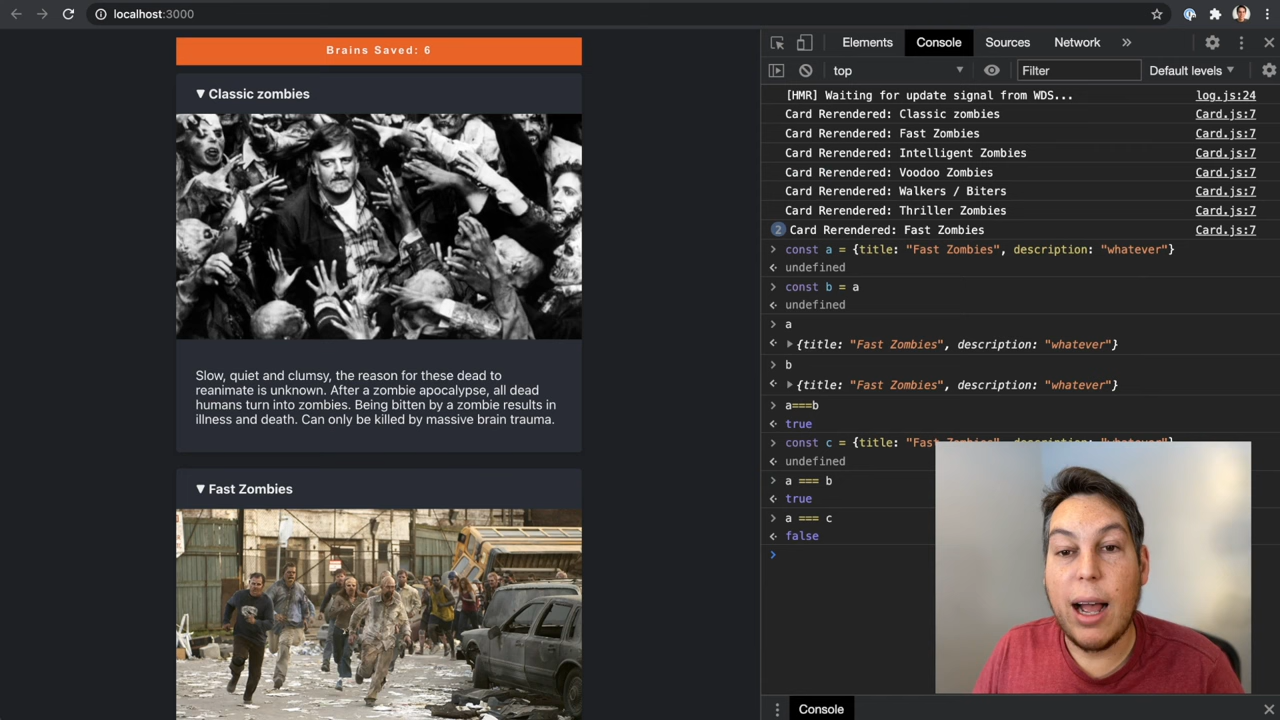 localhost:3000
Brains Saved: 6
▼ Classic zombies
Slow, quiet and clumsy, the reason for these dead to
reanimate is unknown. After a zombie apocalypse, all dead
humans turn into zombies. Being bitten by a zombie results in
illness and death. Can only be killed by massive brain trauma.
▼ Fast Zombies
Elements Console Sources Network »
top ▼ Filter Default levels ▼
[HMR] Waiting for update signal from WDS... log.js:24
Card Rerendered: Classic zombies Card.js:7
Card Rerendered: Fast Zombies Card.js:7
Card Rerendered: Intelligent Zombies Card.js:7
Card Rerendered: Voodoo Zombies Card.js:7
Card Rerendered: Walkers / Biters Card.js:7
Card Rerendered: Thriller Zombies Card.js:7
2 Card Rerendered: Fast Zombies Card.js:7
> const a = {title: "Fast Zombies", description: "whatever"}
undefined
> const b = a
undefined
> a
{title: "Fast Zombies", description: "whatever"}
> b
{title: "Fast Zombies", description: "whatever"}
> a===b
true
> const c = {title: "Fast Zombies", description: "whatever"}
undefined
> a === b
true
> a === c
false
>
Console